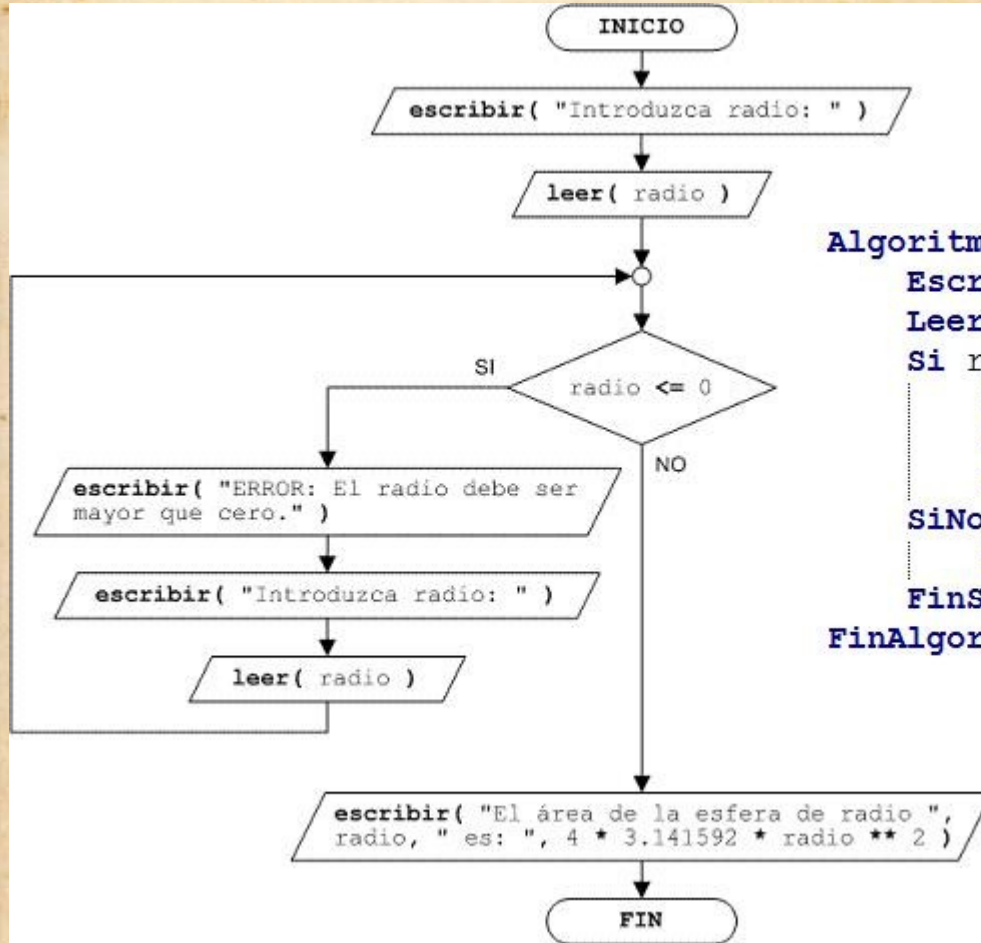 INICIO
escribir( "Introduzca radio: " )
leer( radio )
radio <= 0
SI
NO
escribir( "ERROR: El radio debe ser
mayor que cero." )
escribir( "Introduzca radio: " )
leer( radio )
escribir( "El área de la esfera de radio ",
radio, " es: ", 4 * 3.141592 * radio ** 2 )
FIN
Algoritm
Escr
Leer
Si r
SiNo
FinS
FinAlgor